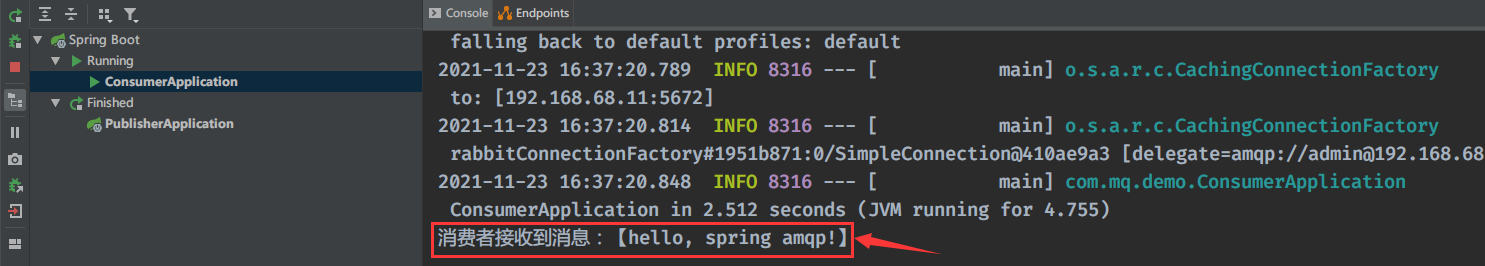 Console Endpoints
Spring Boot
Running
ConsumerApplication
Finished
PublisherApplication
falling back to default profiles: default
2021-11-23 16:37:20.789 INFO 8316 --- [ main] o.s.a.r.c.CachingConnectionFactory
to: [192.168.68.11:5672]
2021-11-23 16:37:20.814 INFO 8316 --- [ main] o.s.a.r.c.CachingConnectionFactory
rabbitConnectionFactory#1951b871:0/SimpleConnection@410ae9a3 [delegate=amqp://admin@192.168.68
2021-11-23 16:37:20.848 INFO 8316 --- [ main] com.mq.demo.ConsumerApplication
ConsumerApplication in 2.512 seconds (JVM running for 4.755)
消费者接收到消息：【hello, spring amqp!】